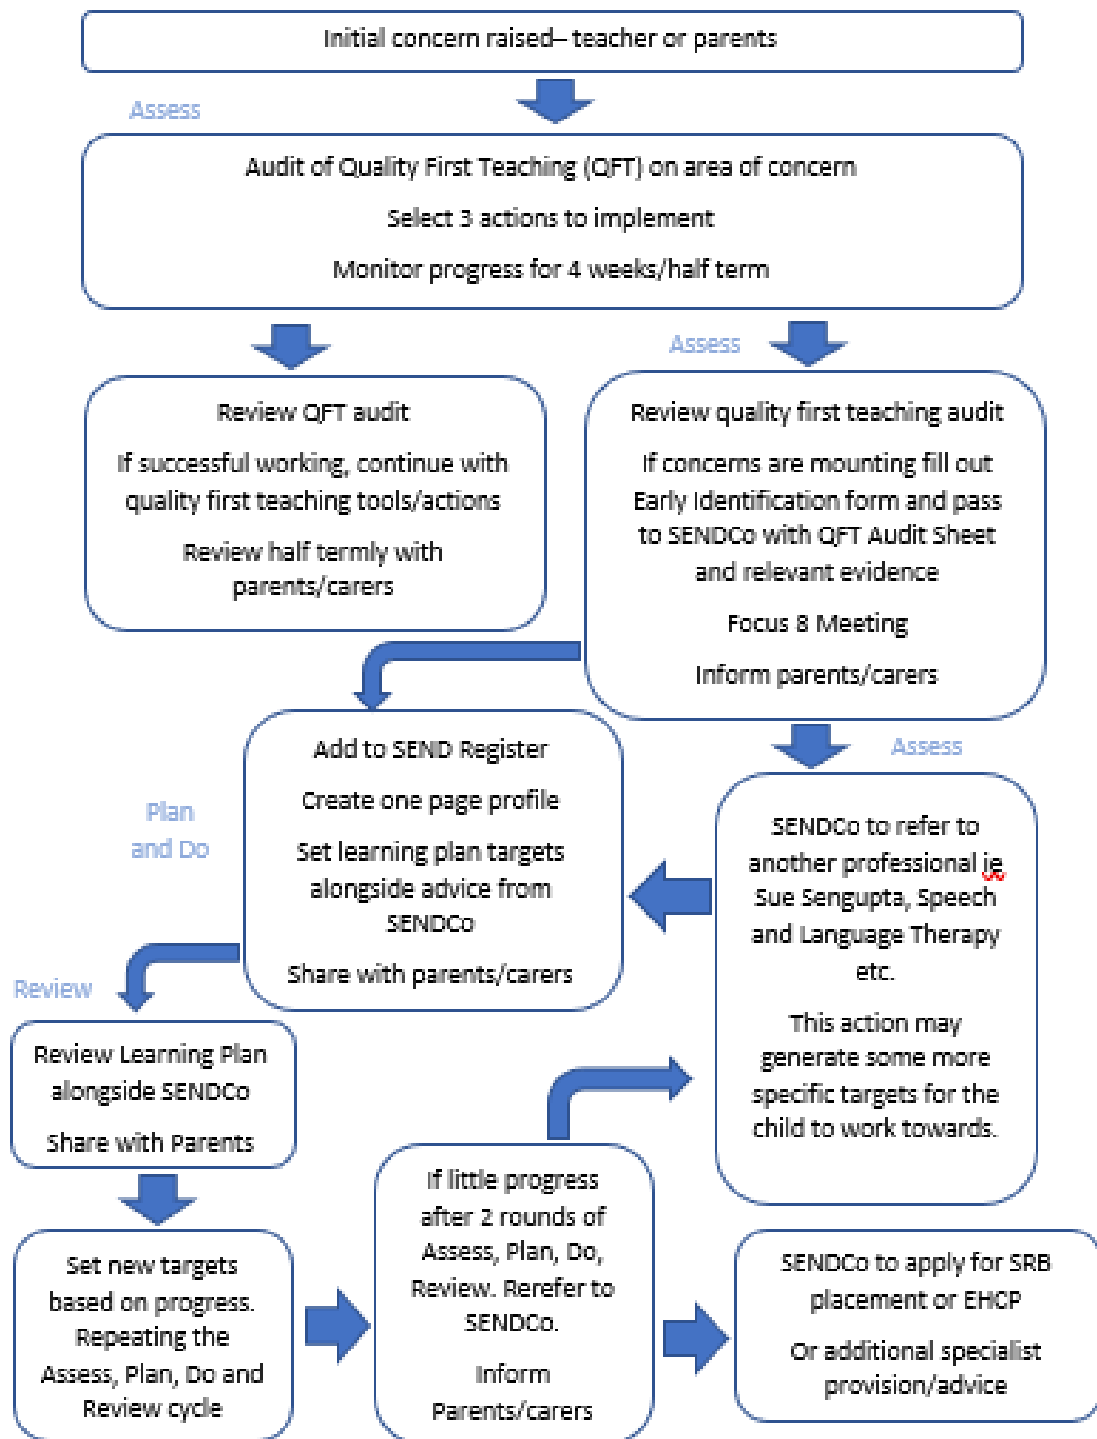 Initial concern raised– teacher or parents
Assess
Audit of Quality First Teaching (QFT) on area of concern
Select 3 actions to implement
Monitor progress for 4 weeks/half term
Review QFT audit
If successful working, continue with
quality first teaching tools/actions
Review half termly with
parents/carers
Assess
Review quality first teaching audit
If concerns are mounting fill out
Early Identification form and pass
to SENDCo with QFT Audit Sheet
and relevant evidence
Focus 8 Meeting
Inform parents/carers
Plan
and Do
Add to SEND Register
Create one page profile
Set learning plan targets
alongside advice from
SENDCo
Share with parents/carers
Assess
SENDCo to refer to
another professional ie
Sue Sengupta, Speech
and Language Therapy
etc.
This action may
generate some more
specific targets for the
child to work towards.
Review
Review Learning Plan
alongside SENDCo
Share with Parents
Set new targets
based on progress.
Repeating the
Assess, Plan, Do and
Review cycle
If little progress
after 2 rounds of
Assess, Plan, Do,
Review. Rerefer to
SENDCo.
Inform
Parents/carers
SENDCo to apply for SRB
placement or EHCP
Or additional specialist
provision/advice